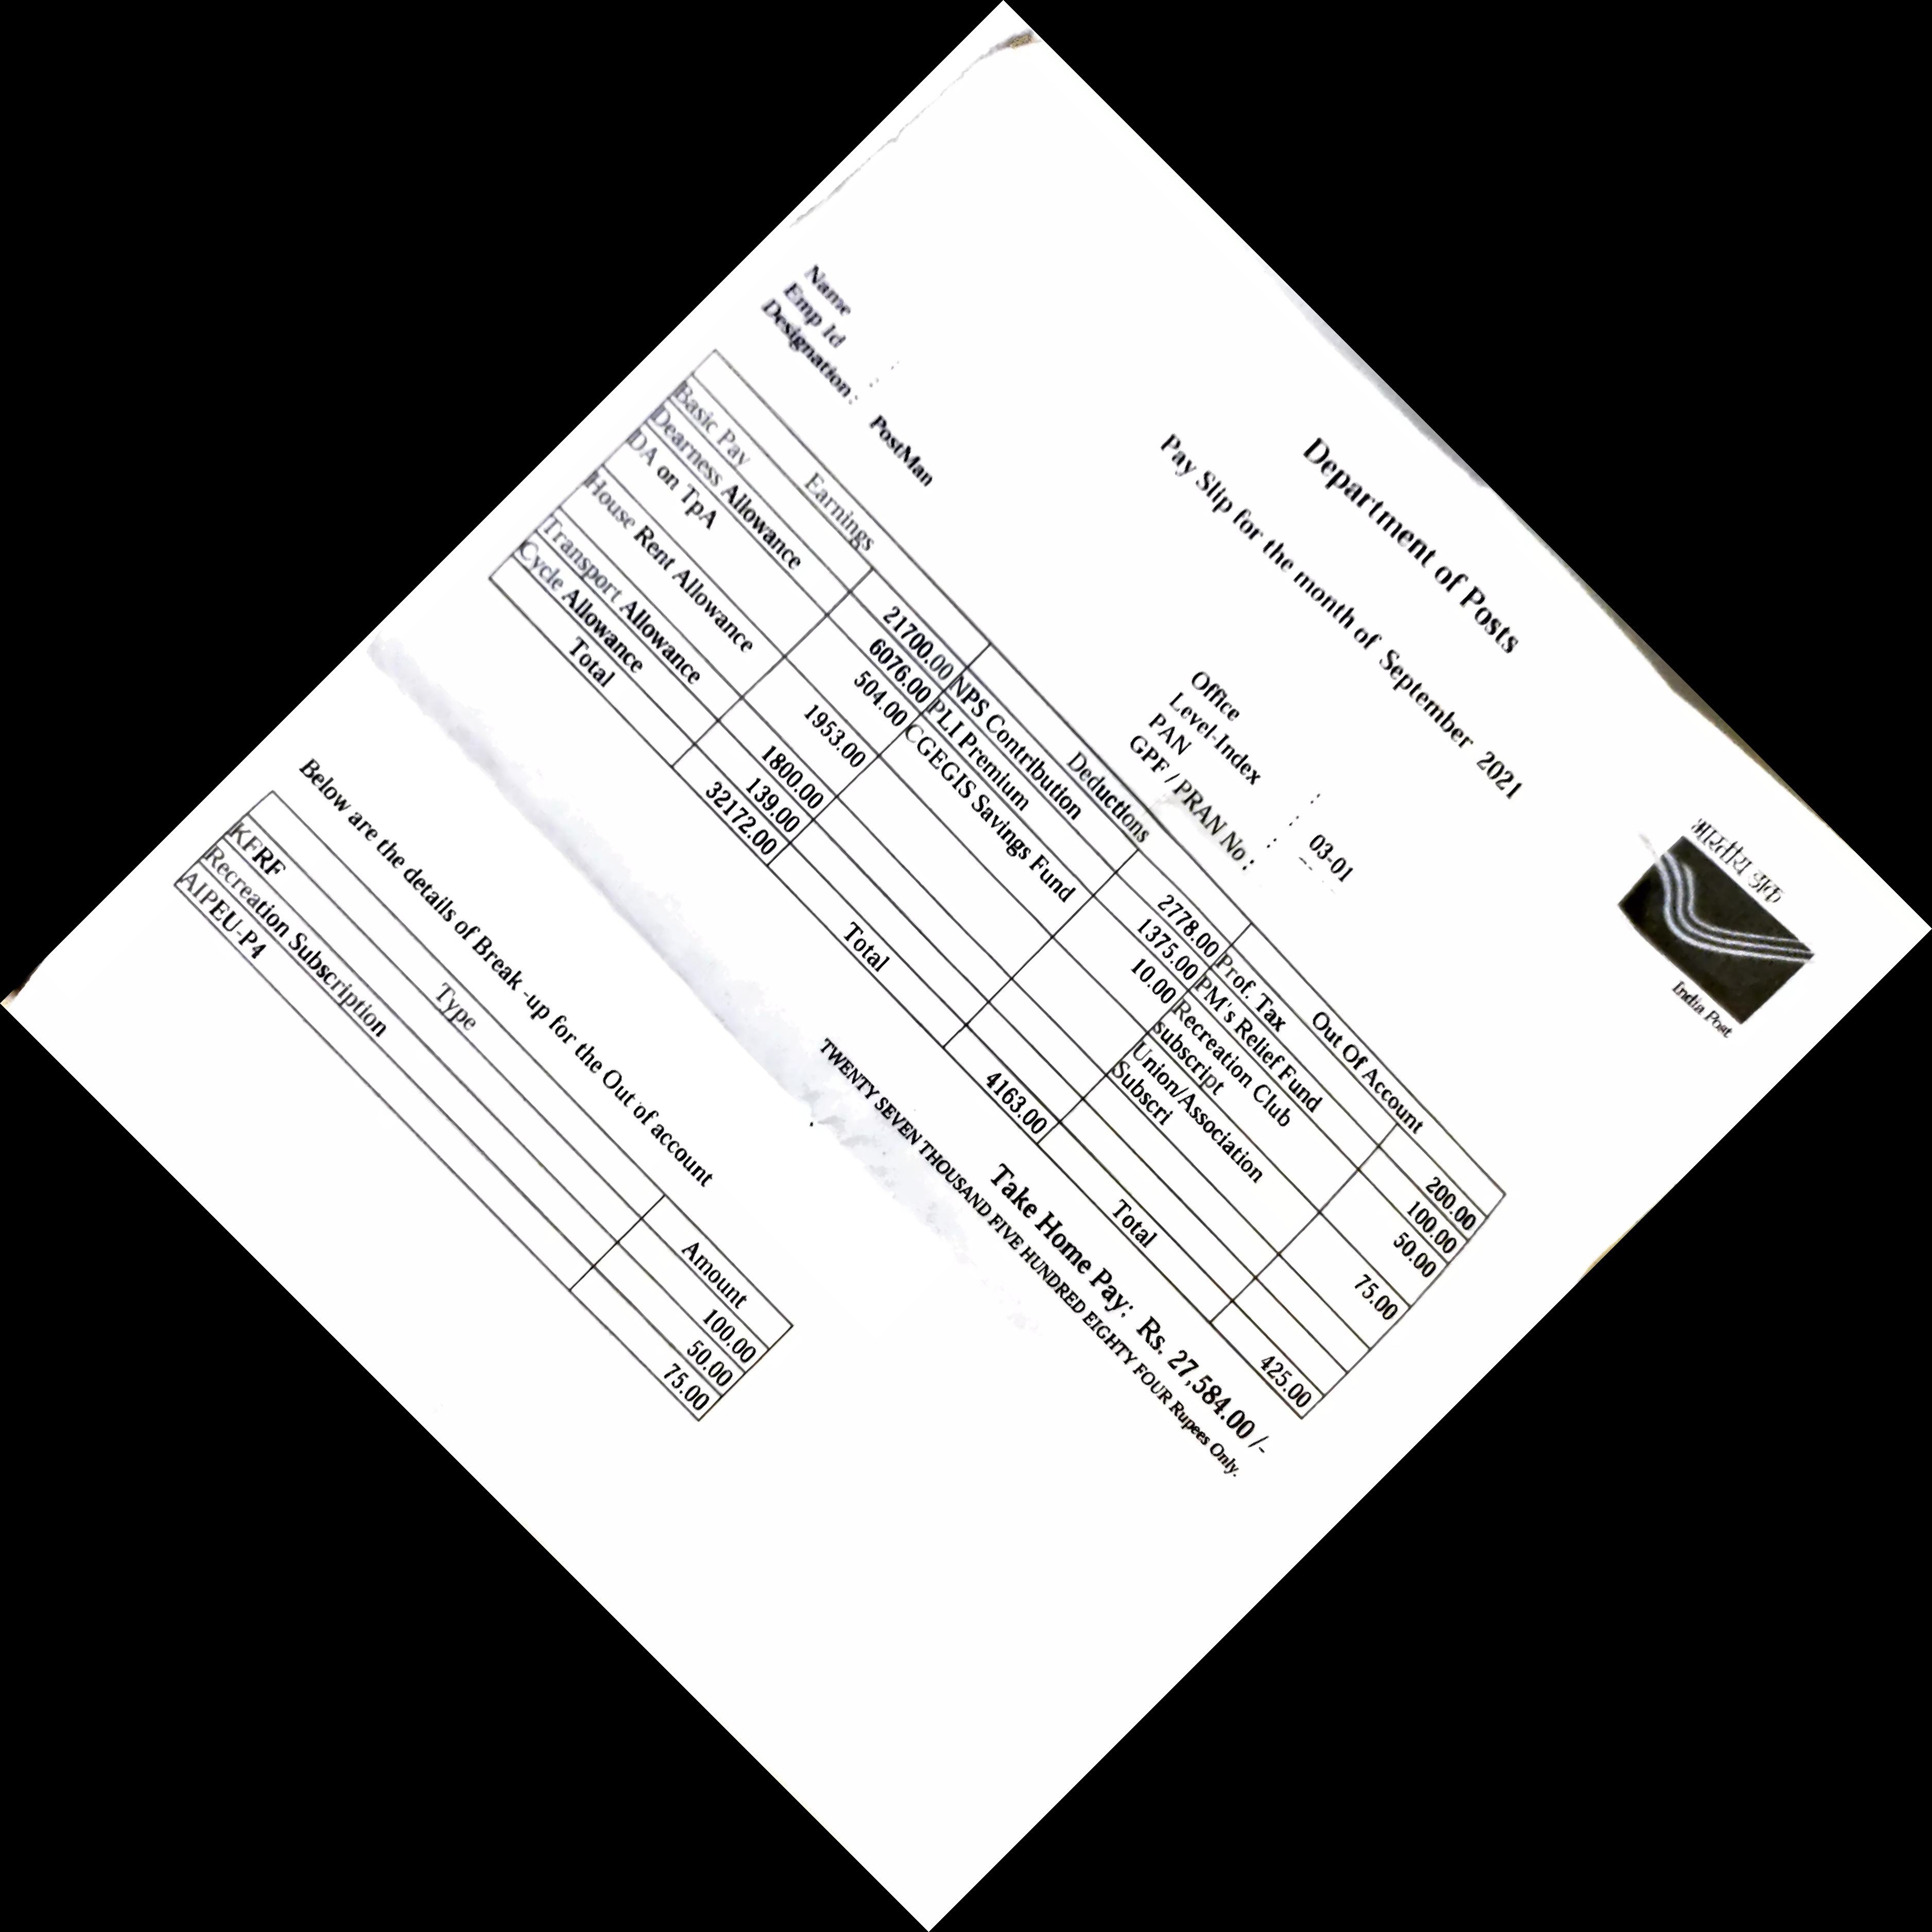 Department of Posts
Pay Slip for the month of September 2021
भारतीय डाक
India Post
Name Office :
Emp Id : Level-Index : 03-01
Designation : PostMan PAN :
GPF / PRAN No :
Earnings Deductions Out Of Account
Basic Pay 21700.00 NPS Contribution 2778.00 Prof. Tax 200.00
Dearness Allowance 6076.00 PLI Premium 1375.00 PM's Relief Fund 100.00
DA on TpA 504.00 CGEGIS Savings Fund 10.00 Recreation Club 50.00
subscript
House Rent Allowance 1953.00 Union/Association 75.00
Subscri
Transport Allowance 1800.00
Cycle Allowance 139.00
Total 32172.00 Total 4163.00 Total 425.00
Take Home Pay: Rs. 27,584.00 /-
TWENTY SEVEN THOUSAND FIVE HUNDRED EIGHTY FOUR Rupees Only.
Below are the details of Break -up for the Out of account
Type Amount
KFRF 100.00
Recreation Subscription 50.00
AIPEU-P4 75.00